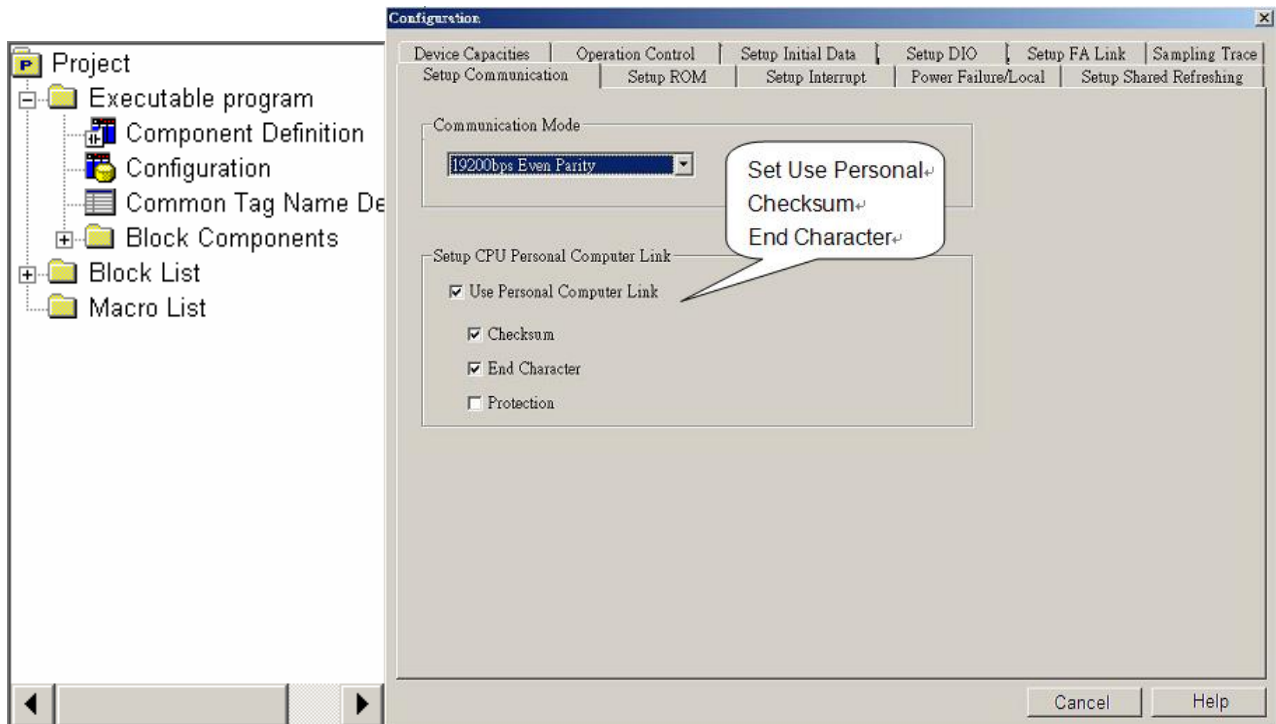 Configuration
Project
Executable program
Component Definition
Configuration
Common Tag Name De
Block Components
Block List
Macro List
Device Capacities
Operation Control
Setup Initial Data
Setup DIO
Setup FA Link
Sampling Trace
Setup Communication
Setup ROM
Setup Interrupt
Power Failure/Local
Setup Shared Refreshing
Communication Mode
19200bps Even Parity
Set Use Personal
Checksum
End Character
Setup CPU Personal Computer Link
Use Personal Computer Link
Checksum
End Character
Protection
Cancel
Help